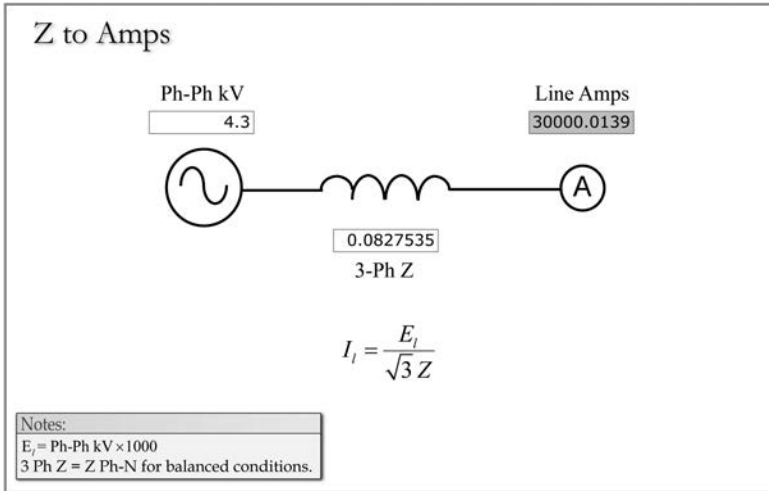 Z to Amps
Ph-Ph kV
Line Amps
4.3
30000.0139
A
0.0827535
3-Ph Z
I_l = E_l / √3 Z
Notes:
E_l = Ph-Ph kV×1000
3 Ph Z = Z Ph-N for balanced conditions.